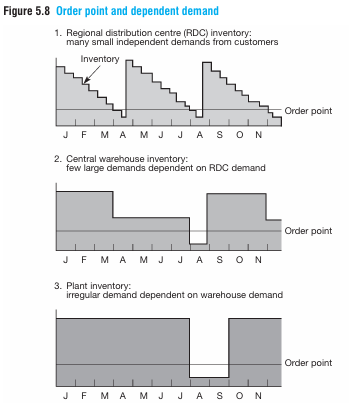 Figure 5.8 Order point and dependent demand
1. Regional distribution centre (RDC) inventory:
many small independent demands from customers
Inventory
Order point
J F M A M J J A S O N
2. Central warehouse inventory:
few large demands dependent on RDC demand
Order point
J F M A M J J A S O N
3. Plant inventory:
irregular demand dependent on warehouse demand
Order point
J F M A M J J A S O N